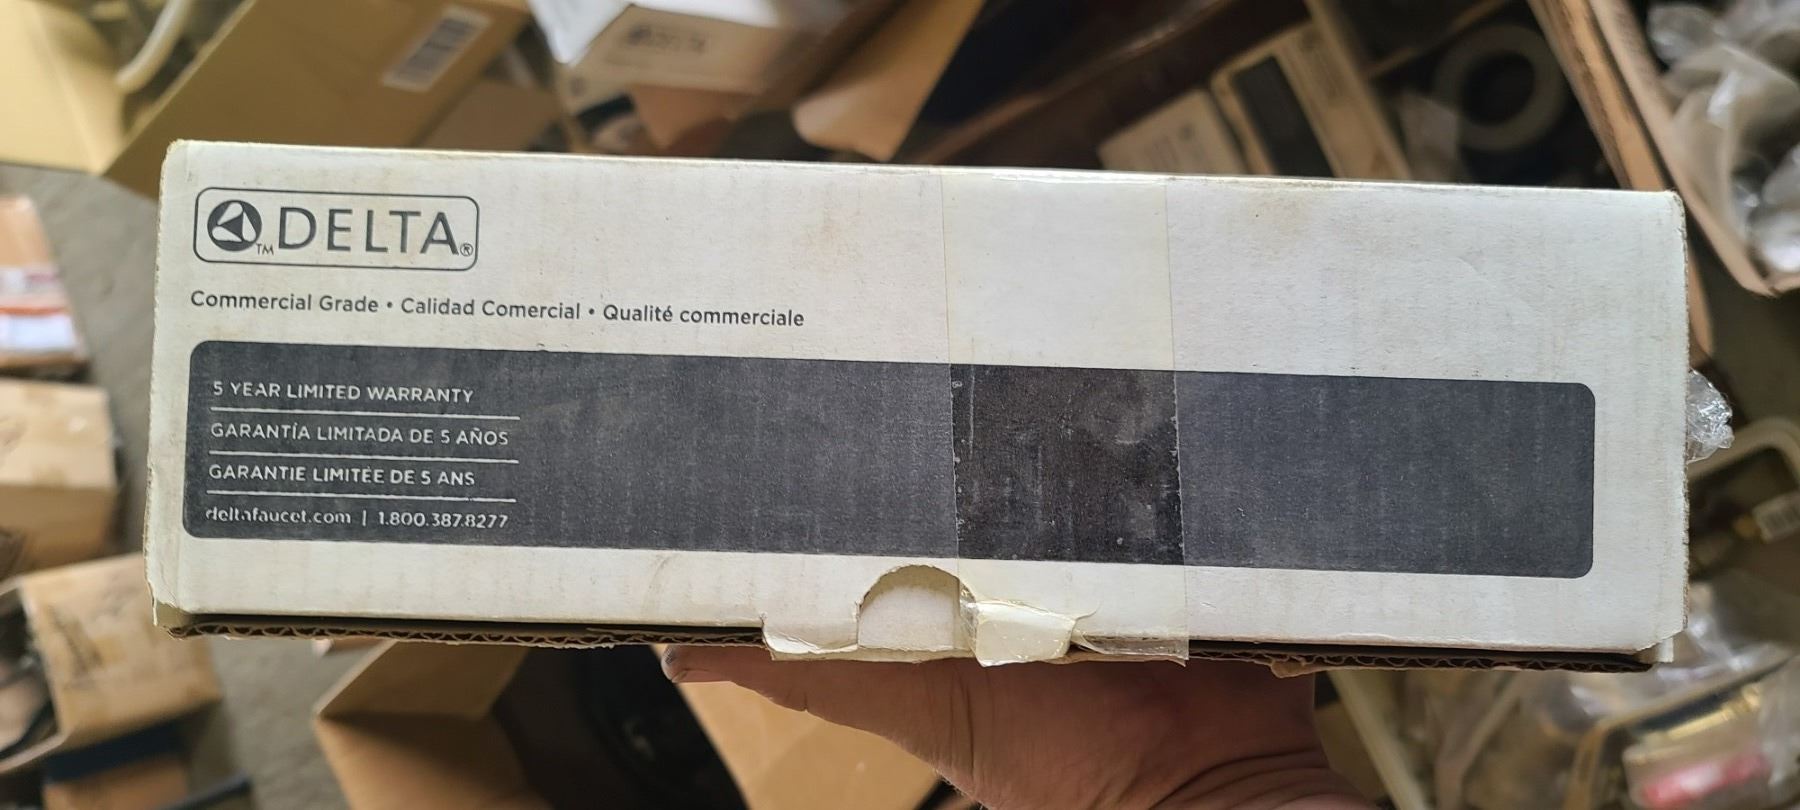 ™ DELTA®
Commercial Grade • Calidad Comercial • Qualité commerciale
5 YEAR LIMITED WARRANTY
GARANTÍA LIMITADA DE 5 AÑOS
GARANTIE LIMITÉE DE 5 ANS
deltafaucet.com | 1.800.387.8277